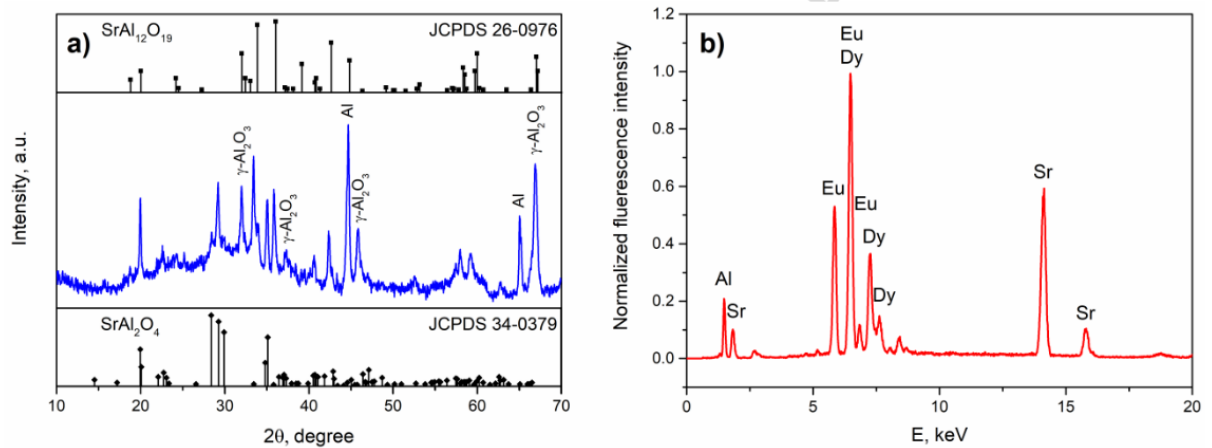 a)
SrAl₁₂O₁₉
JCPDS 26-0976
γ-Al₂O₃
γ-Al₂O₃
Al
γ-Al₂O₃
Al
γ-Al₂O₃
SrAl₂O₄
JCPDS 34-0379
Intensity, a.u.
10 20 30 40 50 60 70
2θ, degree
b)
Normalized fluerescence intensity
1.2
1.0
0.8
0.6
0.4
0.2
0.0
Al
Sr
Eu
Eu
Dy
Eu
Dy
Dy
Sr
Sr
0 5 10 15 20
E, keV